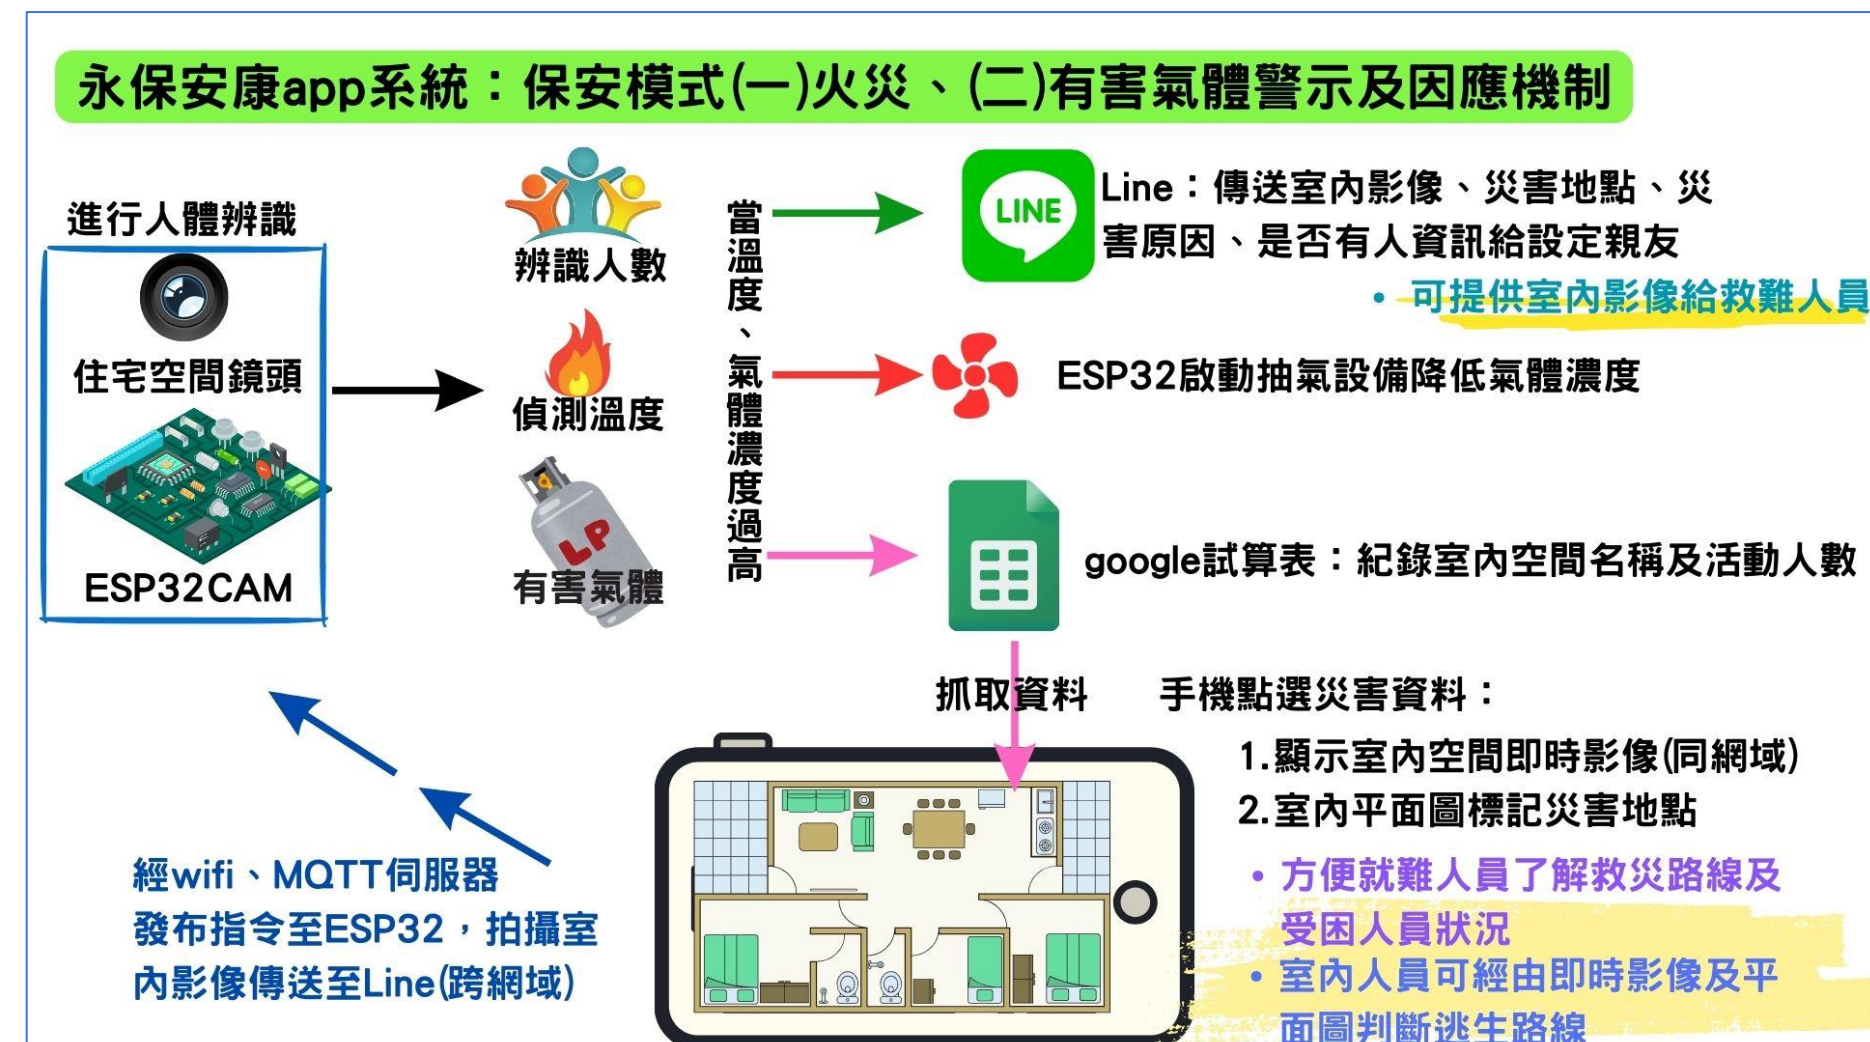 永保安康app系統：保安模式(一)火災、(二)有害氣體警示及因應機制
進行人體辨識
住宅空間鏡頭
ESP32CAM
辨識人數
偵測溫度
LP
有害氣體
當溫度、氣體濃度過高
LINE
Line：傳送室內影像、災害地點、災
害原因、是否有人資訊給設定親友
• 可提供室內影像給救難人員
ESP32啟動抽氣設備降低氣體濃度
google試算表：紀錄室內空間名稱及活動人數
抓取資料
手機點選災害資料：
1.顯示室內空間即時影像(同網域)
2.室內平面圖標記災害地點
• 方便就難人員了解救災路線及
受困人員狀況
• 室內人員可經由即時影像及平
面圖判斷逃生路線
經wifi、MQTT伺服器
發布指令至ESP32，拍攝室
內影像傳送至Line(跨網域)